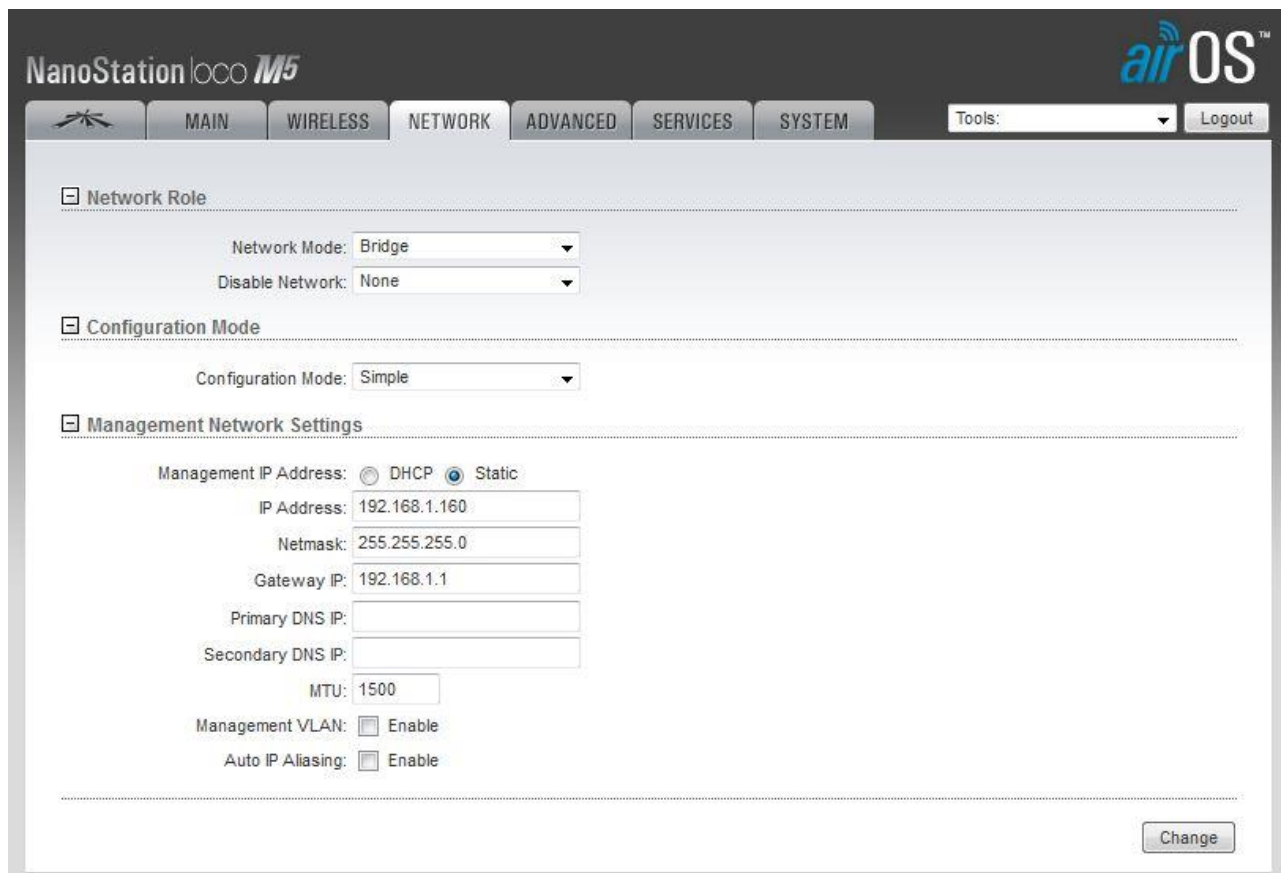 NanoStation loco M5
air OS™
MAIN WIRELESS NETWORK ADVANCED SERVICES SYSTEM Tools: Logout
Network Role
Network Mode: Bridge
Disable Network: None
Configuration Mode
Configuration Mode: Simple
Management Network Settings
Management IP Address: DHCP Static
IP Address: 192.168.1.160
Netmask: 255.255.255.0
Gateway IP: 192.168.1.1
Primary DNS IP:
Secondary DNS IP:
MTU: 1500
Management VLAN: Enable
Auto IP Aliasing: Enable
Change